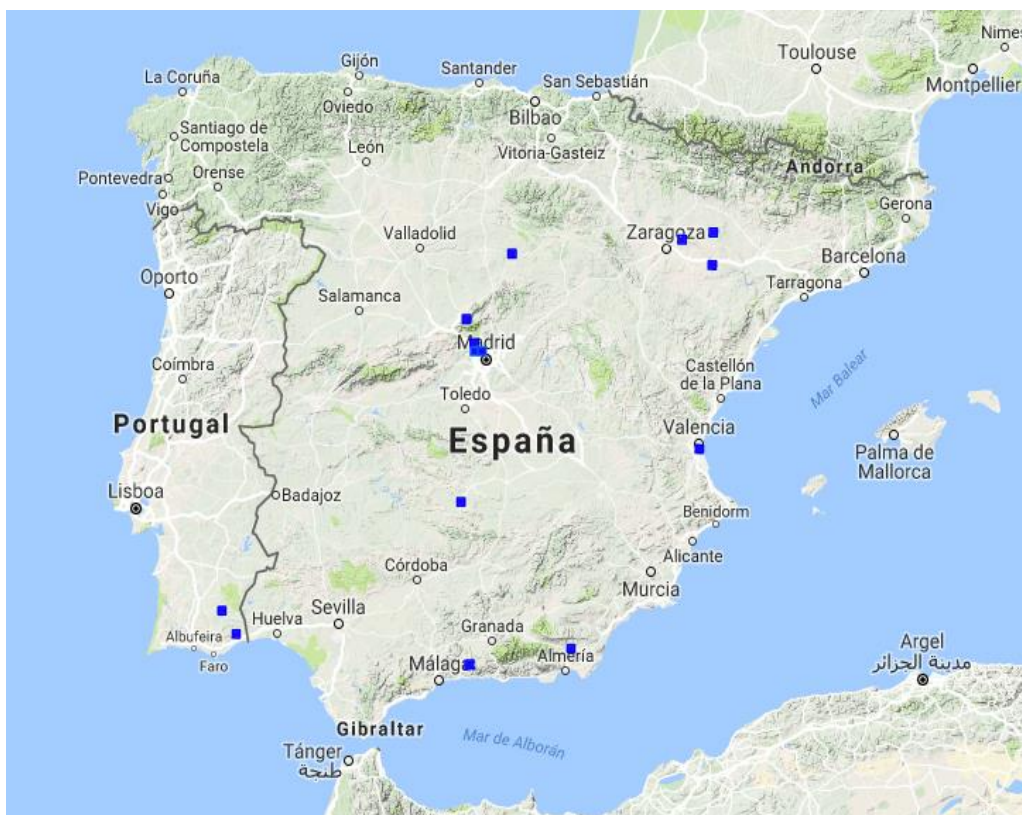 Toulouse
Nimes
Montpellier
Gijón
La Coruña
Santander
San Sebastián
Oviedo
Bilbao
Santiago de
Compostela
León
Vitoria-Gasteiz
Andorra
Pontevedra
Orense
Vigo
Gerona
Valladolid
Zaragoza
Barcelona
Oporto
Tarragona
Salamanca
Madrid
Coímbra
Castellón
de la Plana
Mar Balear
Toledo
Portugal
España
Valencia
Palma de
Mallorca
Lisboa
Badajoz
Benidorm
Alicante
Córdoba
Murcia
Huelva
Sevilla
Granada
Albufeira
Faro
Málaga
Almería
Argel
مدينة الجزائر
Gibraltar
Mar de Alborán
Tánger
طنجة